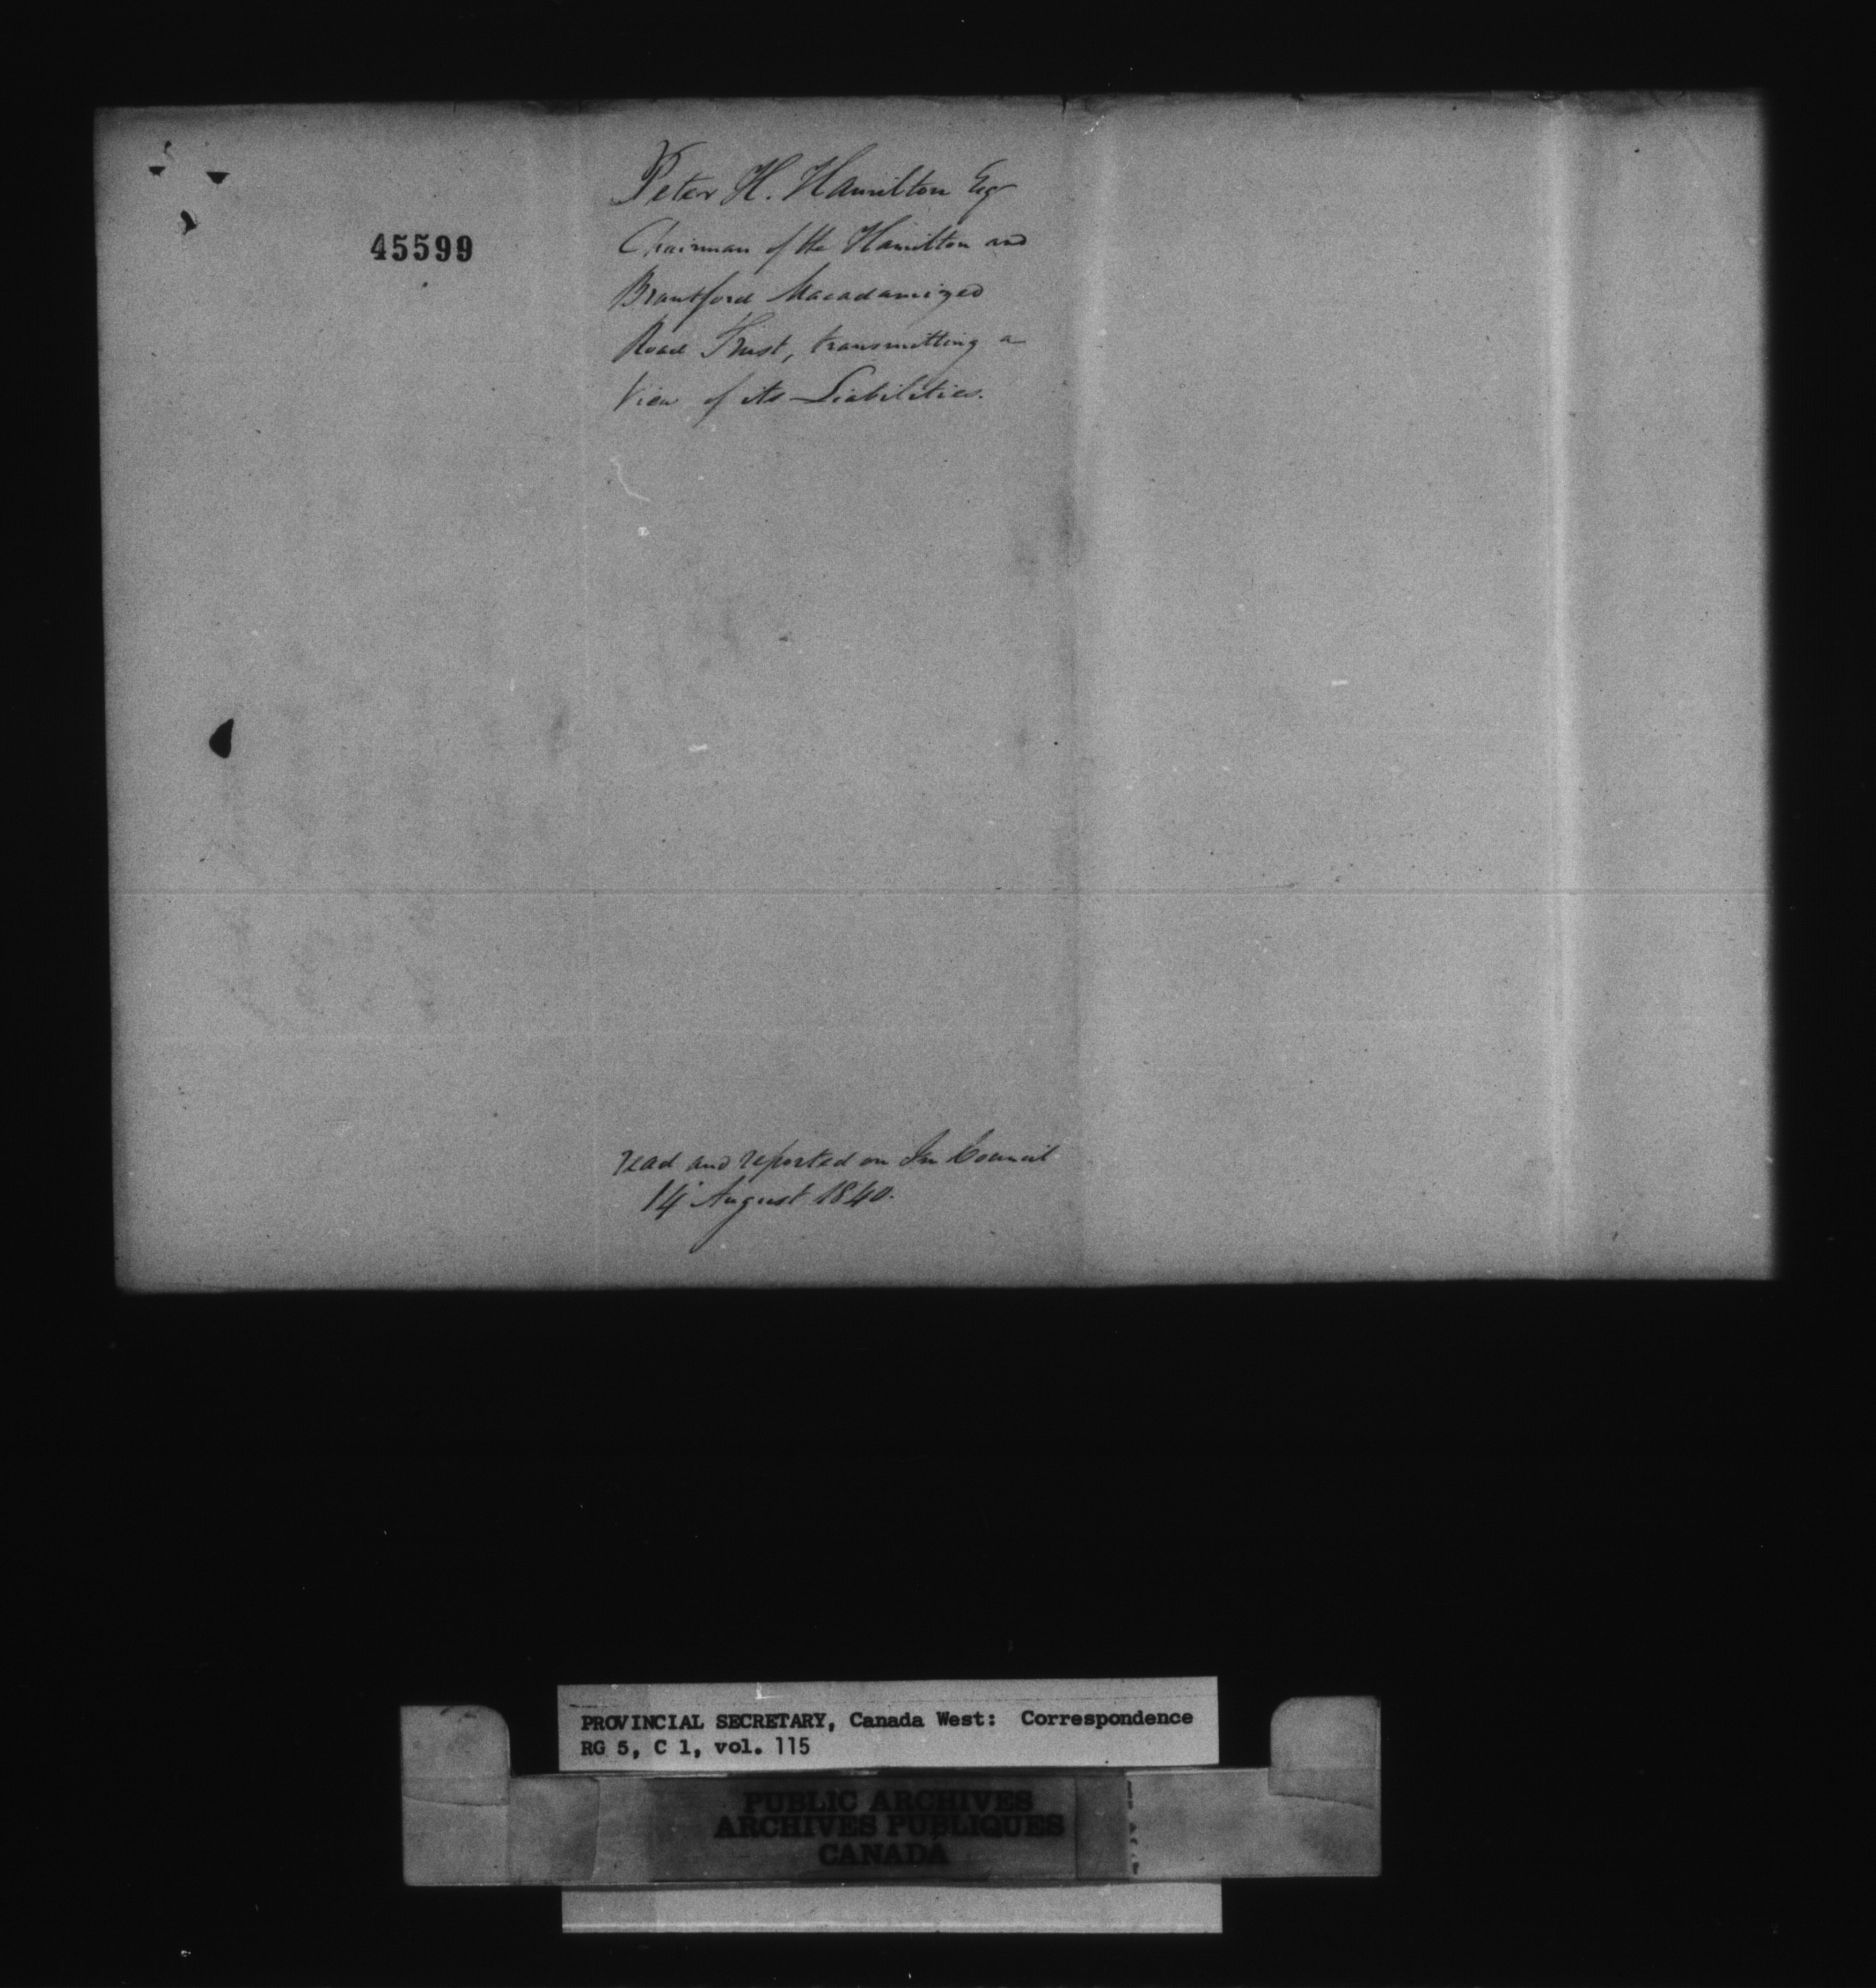 45599
Peter H. Hamilton Esqr
Chairman of the Hamilton and
Brantford Macadamized
Road Trust, transmitting a
View of its Liabilities.
read and reported on In Council
14 August 1840.
PROVINCIAL SECRETARY, Canada West: Correspondence
RG 5, C 1, vol. 115
PUBLIC ARCHIVES
ARCHIVES PUBLIQUES
CANADA